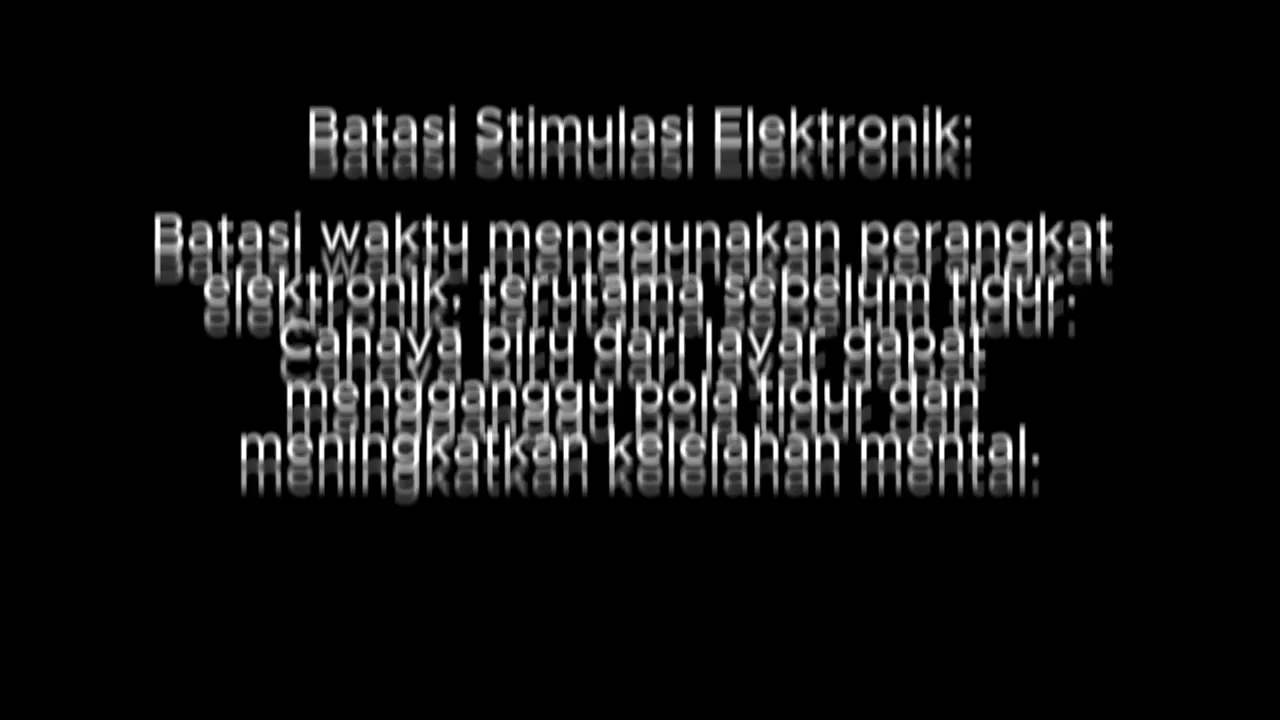 Batasi Stimulasi Elektronik:
Batasi waktu menggunakan perangkat
elektronik, terutama sebelum tidur.
Cahaya biru dari layar dapat
mengganggu pola tidur dan
meningkatkan kelelahan mental.